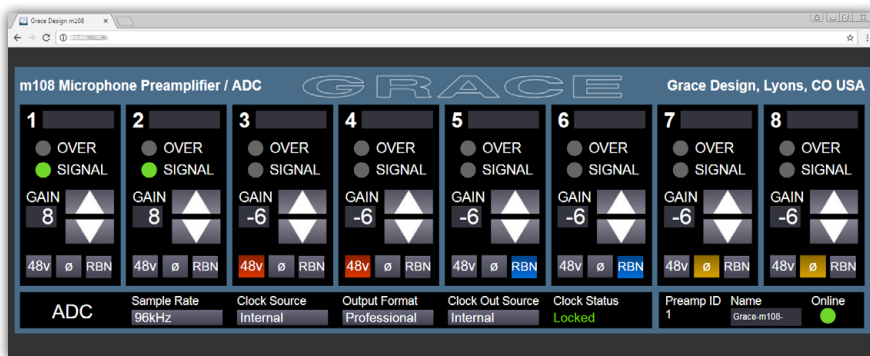 Grace Design m108
m108 Microphone Preamplifier / ADC GRACE Grace Design, Lyons, CO USA
1 2 3 4 5 6 7 8
OVER OVER OVER OVER OVER OVER OVER OVER
SIGNAL SIGNAL SIGNAL SIGNAL SIGNAL SIGNAL SIGNAL SIGNAL
GAIN GAIN GAIN GAIN GAIN GAIN GAIN GAIN
8 8 -6 -6 -6 -6 -6 -6
48v ø RBN 48v ø RBN 48v ø RBN 48v ø RBN 48v ø RBN 48v ø RBN 48v ø RBN 48v ø RBN
ADC Sample Rate Clock Source Output Format Clock Out Source Clock Status Preamp ID Name Online
96kHz Internal Professional Internal Locked 1 Grace-m108-